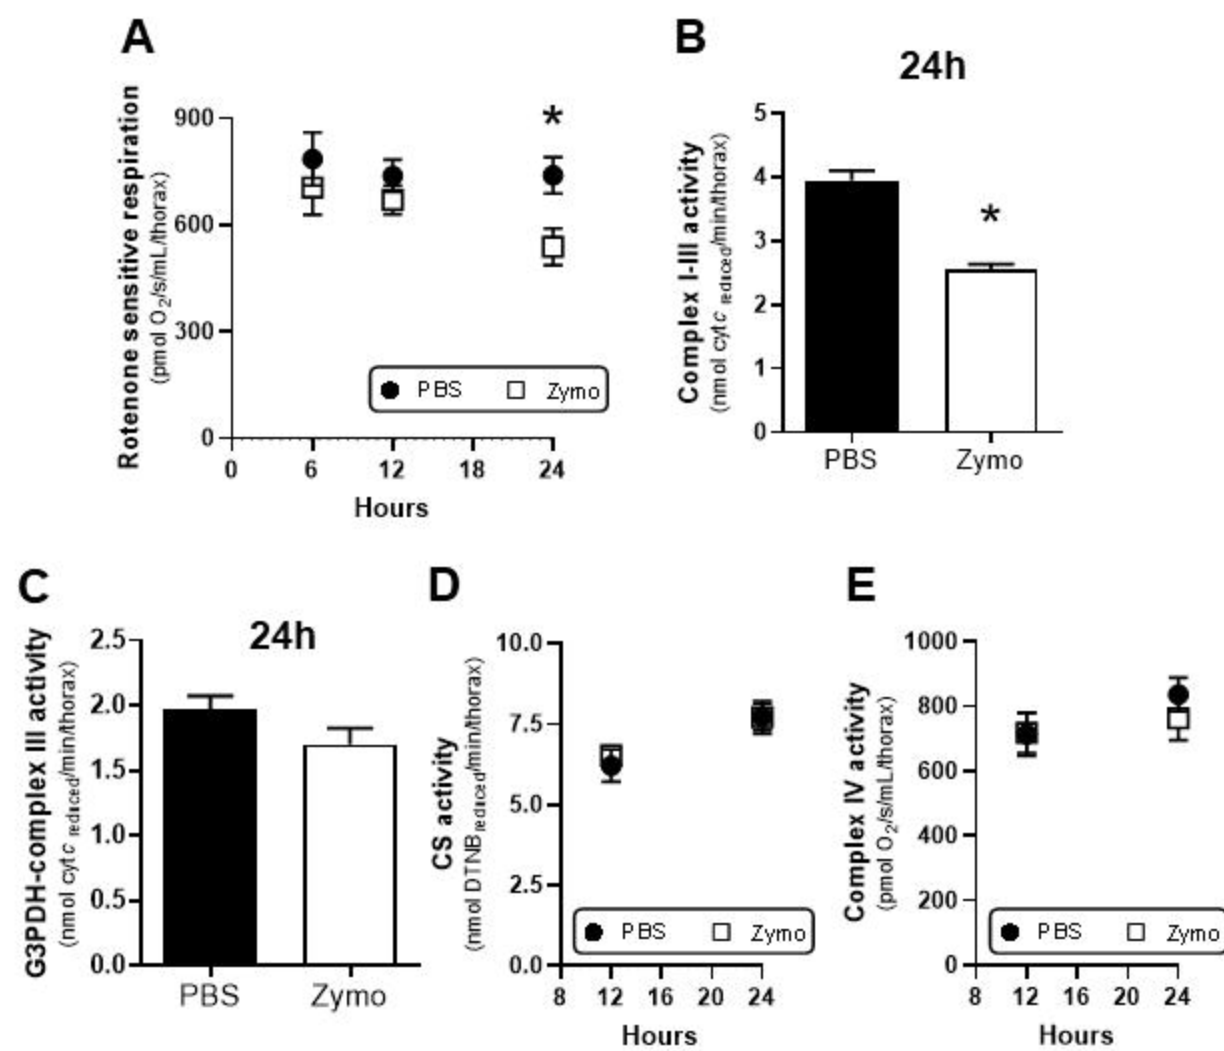 A
Rotenone sensitive respiration
(pmol O2/s/mL/thorax)
900
600
300
0
*
PBS Zymo
0 6 12 18 24
Hours
B
24h
Complex I-III activity
(nmol cytc reduced/min/thorax)
5
4
3
2
1
0
*
PBS Zymo
C
24h
G3PDH-complex III activity
(nmol cytc reduced/min/thorax)
2.5
2.0
1.5
1.0
0.5
0.0
PBS Zymo
D
CS activity
(nmol DTNBreduced/min/thorax)
10.0
7.5
5.0
2.5
0.0
PBS Zymo
8 12 16 20 24
Hours
E
Complex IV activity
(pmol O2/s/mL/thorax)
1000
800
600
400
200
0
PBS Zymo
8 12 16 20 24
Hours